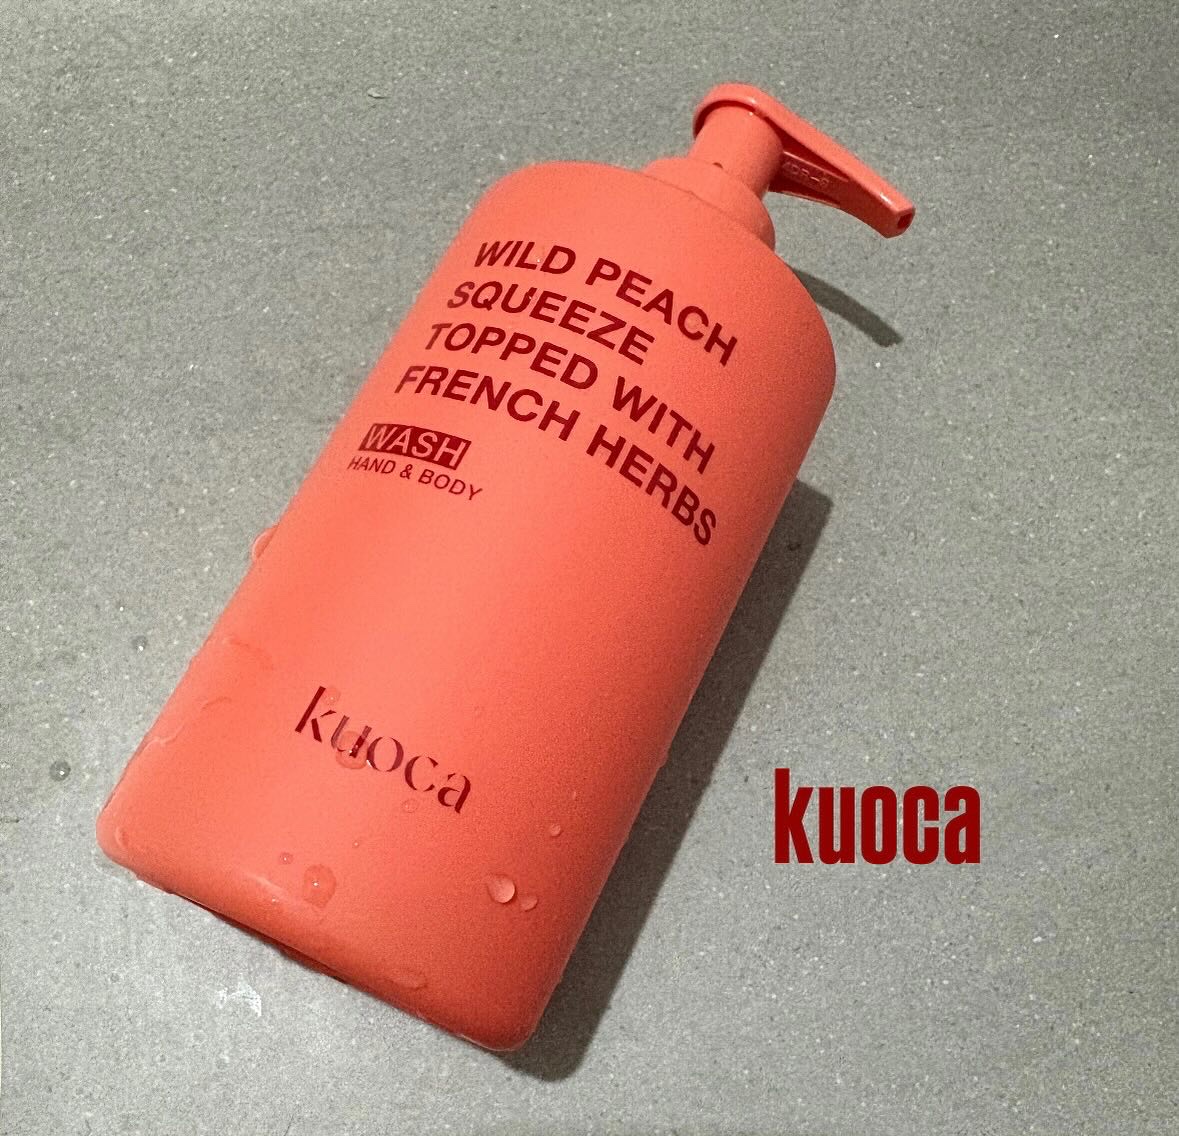 WILD PEACH
SQUEEZE
TOPPED WITH
FRENCH HERBS
WASH
HAND & BODY
kuoca
kuoca